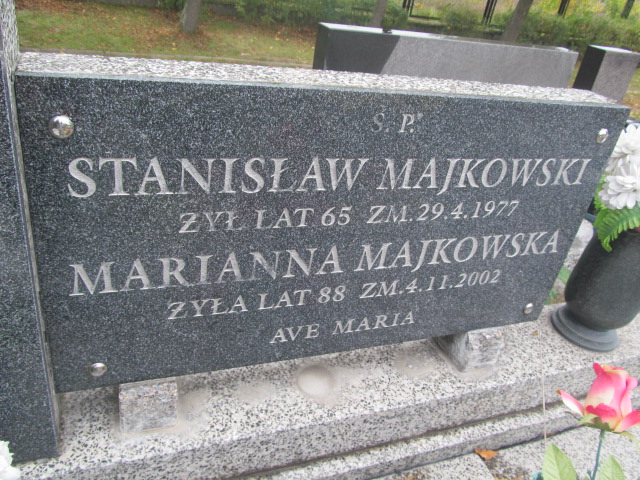 Ś. P.
STANISŁAW MAJKOWSKI
ŻYŁ LAT 65 ZM. 29.4.1977
MARIANNA MAJKOWSKA
ŻYŁA LAT 88 ZM. 4.11.2002
AVE MARIA